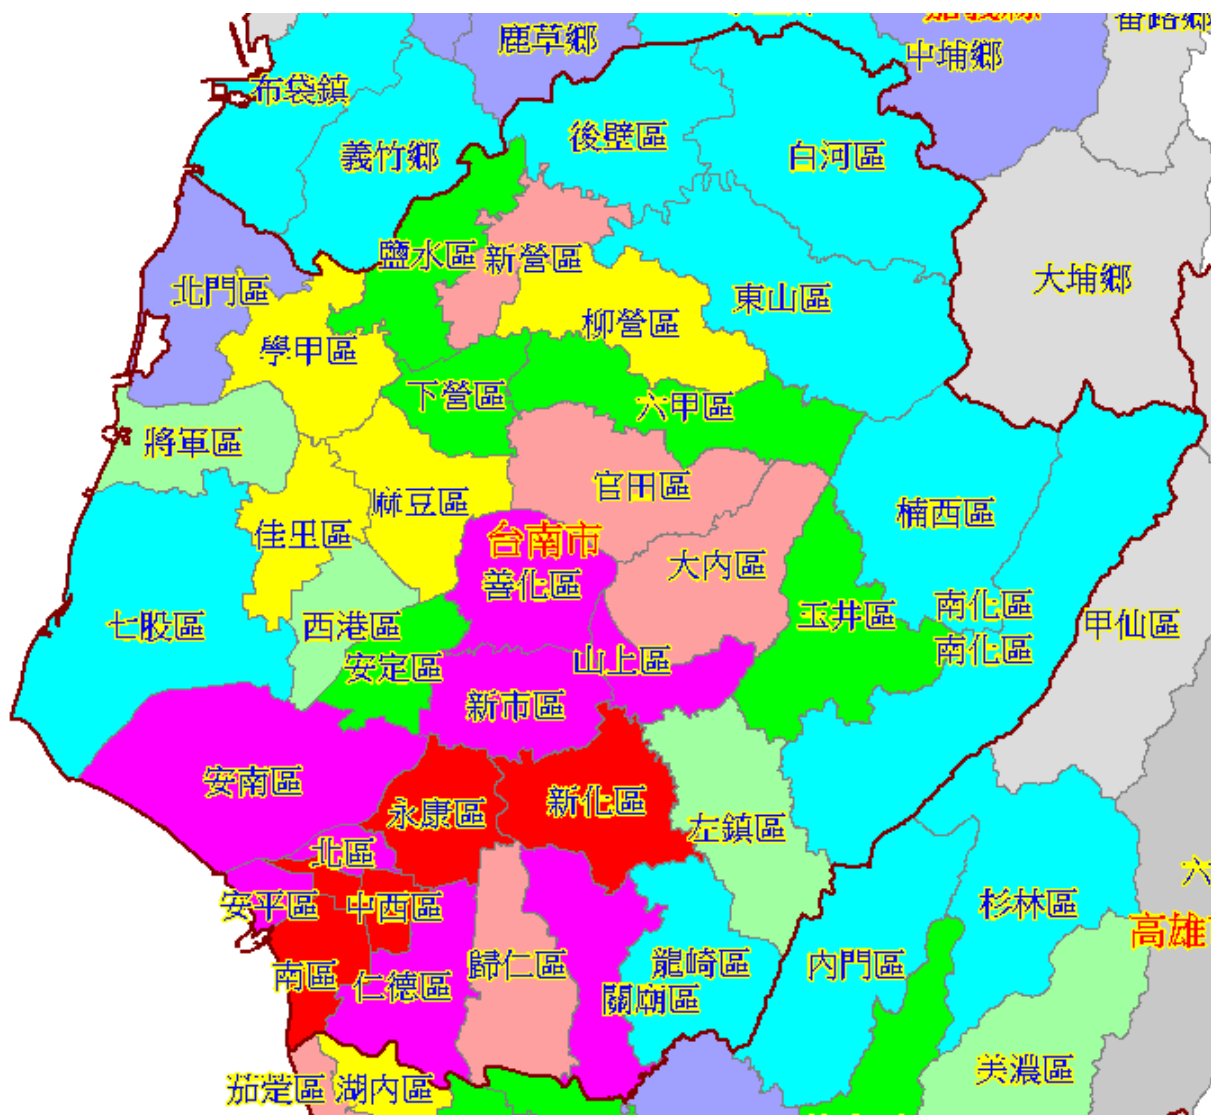 鹿草鄉
中埔鄉
番路鄉
布袋鎮
後壁區
義竹鄉
白河區
鹽水區
新營區
大埔鄉
北門區
東山區
柳營區
學甲區
下營區
六甲區
將軍區
官田區
麻豆區
楠西區
佳里區
台南市
大內區
善化區
南化區
七股區
西港區
玉井區
甲仙區
南化區
安定區
山上區
新市區
安南區
新化區
永康區
左鎮區
北區
六
安平區
中西區
杉林區
高雄
歸仁區
龍崎區
內門區
南區
仁德區
關廟區
美濃區
茄萣區
湖內區